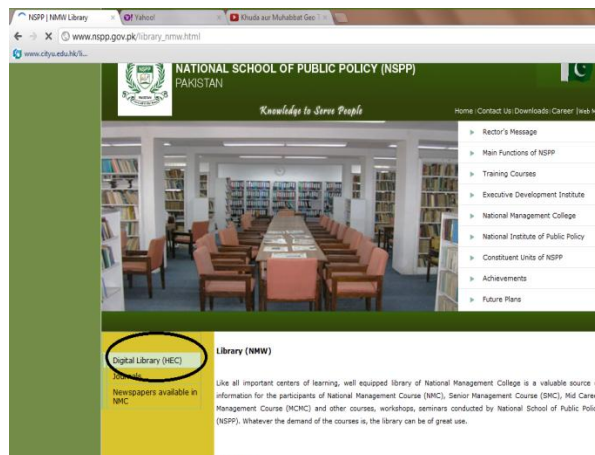 NSPP | NMW Library
Yahoo!
Khuda aur Muhabbat Geo
www.nspp.gov.pk/library_nmw.html
www.cityu.edu.hk/li...
NATIONAL SCHOOL OF PUBLIC POLICY (NSPP)
PAKISTAN
Knowledge to Serve People
Home |Contact Us|Downloads|Career |Web
Rector's Message
Main Functions of NSPP
Training Courses
Executive Development Institute
National Management College
National Institute of Public Policy
Constituent Units of NSPP
Achievements
Future Plans
Digital Library (HEC)
Journals
Newspapers available in
NMC
Library (NMW)
Like all important centers of learning, well equipped library of National Management College is a valuable source
information for the participants of National Management Course (NMC), Senior Management Course (SMC), Mid Caree
Management Course (MCMC) and other courses, workshops, seminars conducted by National School of Public Polic
(NSPP). Whatever the demand of the courses is, the library can be of great use.